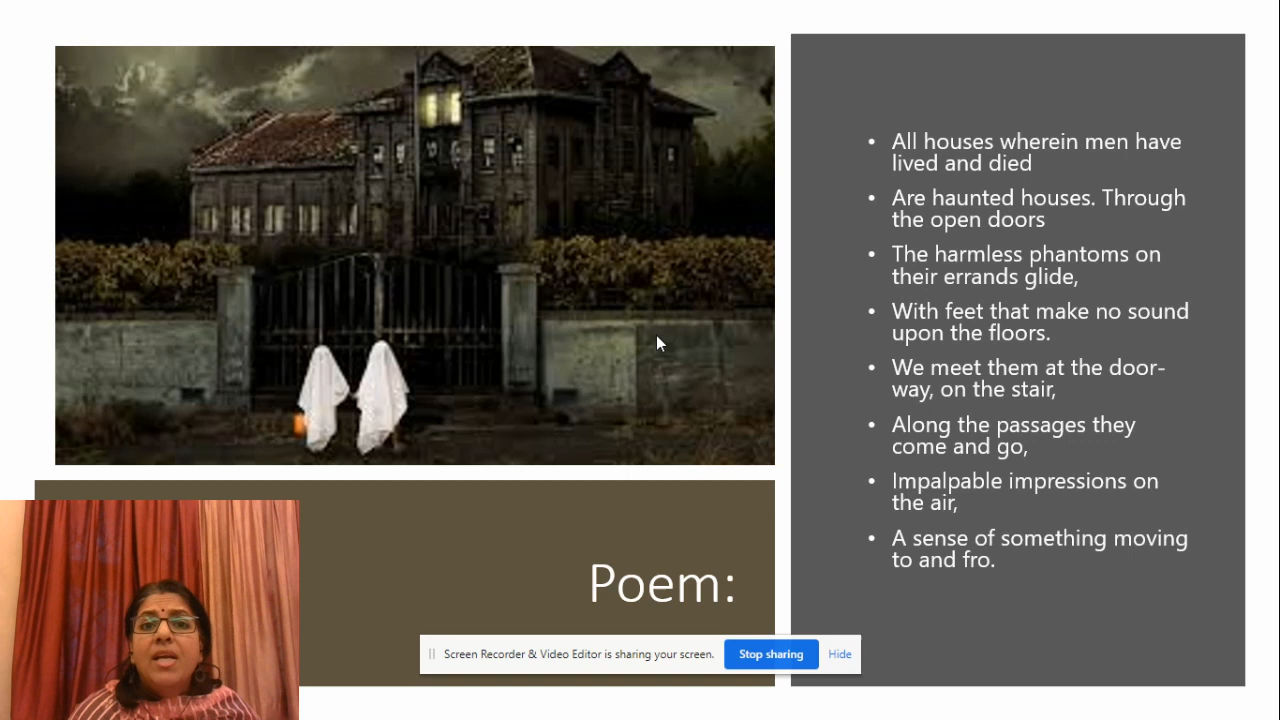 • All houses wherein men have
lived and died
• Are haunted houses. Through
the open doors
• The harmless phantoms on
their errands glide,
• With feet that make no sound
upon the floors.
• We meet them at the door-
way, on the stair,
• Along the passages they
come and go,
• Impalpable impressions on
the air,
• A sense of something moving
to and fro.
Poem:
Screen Recorder & Video Editor is sharing your screen. Stop sharing Hide